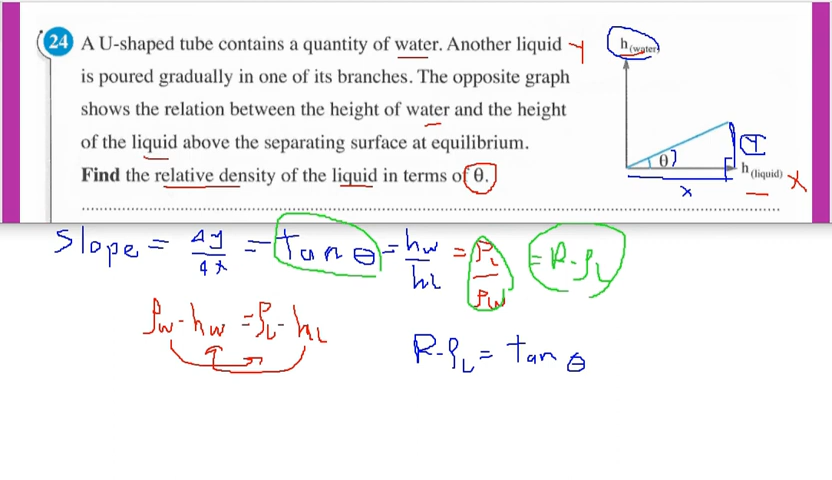 24 A U-shaped tube contains a quantity of water. Another liquid Y
is poured gradually in one of its branches. The opposite graph
shows the relation between the height of water and the height
of the liquid above the separating surface at equilibrium.
Find the relative density of the liquid in terms of θ.
h(water)
θ
Y
h(liquid) X
x
Slope = Δy/Δx = tan θ = hw/hL = ρL/ρw = R-ρL
ρw - hw = ρL - hL
R-ρL = tan θ